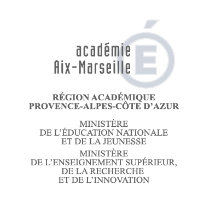 académie
Aix-Marseille
É
RÉGION ACADÉMIQUE
PROVENCE-ALPES-CÔTE D'AZUR
MINISTÈRE
DE L'ÉDUCATION NATIONALE
ET DE LA JEUNESSE
MINISTÈRE
DE L'ENSEIGNEMENT SUPÉRIEUR,
DE LA RECHERCHE
ET DE L'INNOVATION